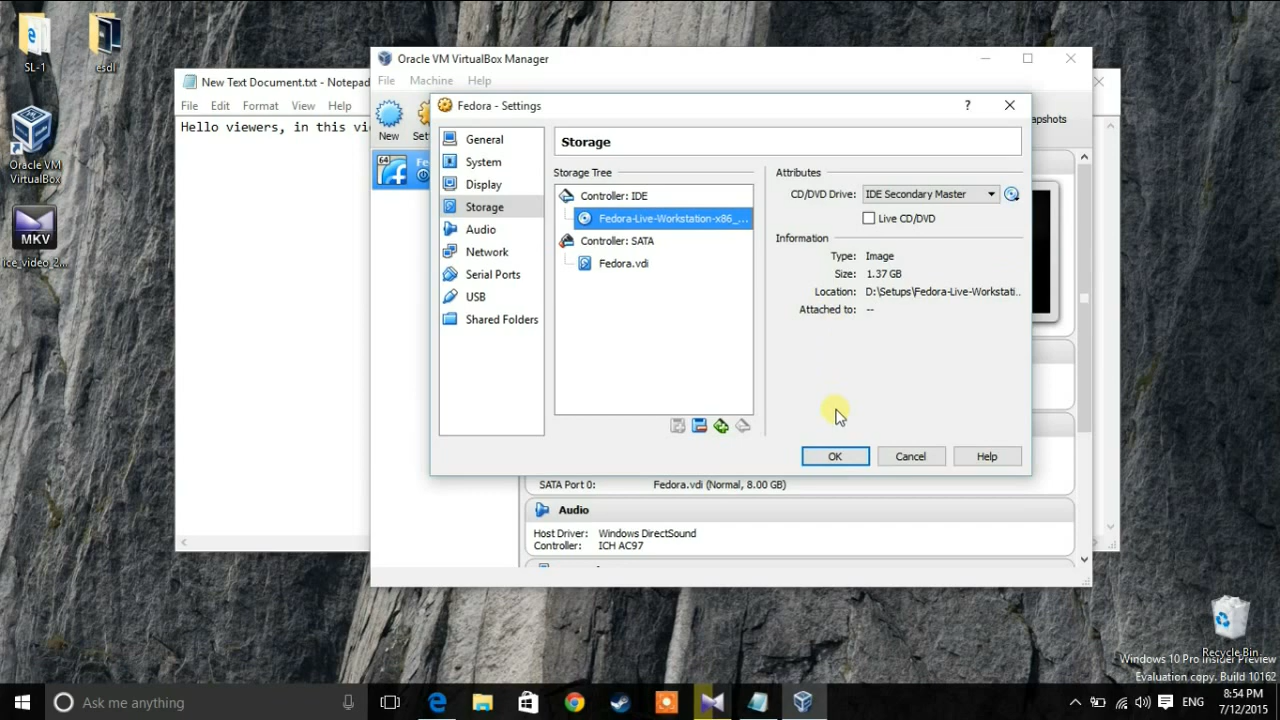 SL-1
esdl
Oracle VM
VirtualBox
MKV
ice_video 2...
New Text Document.txt - Notepad
File Edit Format View Help
Hello viewers, in this vi
Oracle VM VirtualBox Manager
File Machine Help
New
Set
apshots
64
Fe
Fedora - Settings
?
General
System
Display
Storage
Audio
Network
Serial Ports
USB
Shared Folders
Storage
Storage Tree
Controller: IDE
Fedora-Live-Workstation-x86_...
Controller: SATA
Fedora.vdi
Attributes
CD/DVD Drive: IDE Secondary Master
Live CD/DVD
Information
Type: Image
Size: 1.37 GB
Location: D:\Setups\Fedora-Live-Workstati..
Attached to: --
OK Cancel Help
SATA Port 0: Fedora.vdi (Normal, 8.00 GB)
Audio
Host Driver: Windows DirectSound
Controller: ICH AC97
Recycle Bin
Windows 10 Pro Insider Preview
Evaluation copy. Build 10162
Ask me anything
ENG
8:54 PM
7/12/2015